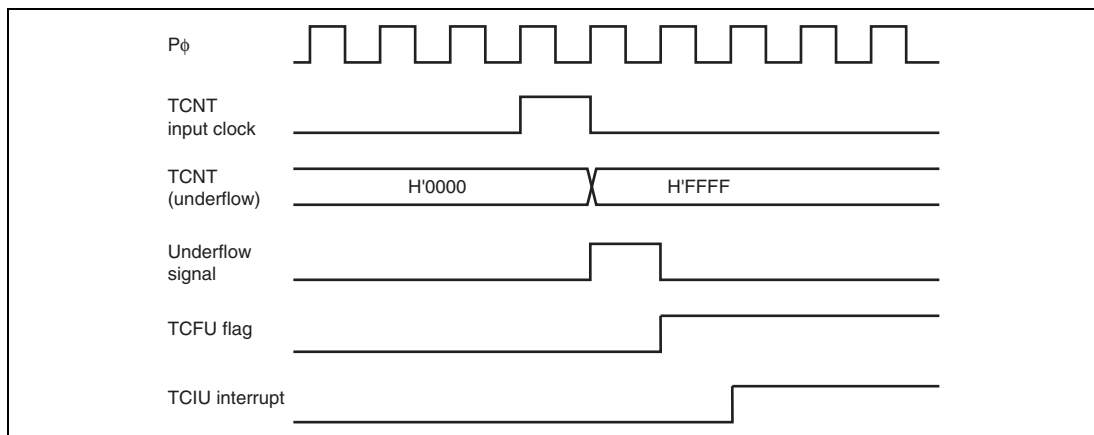 Pϕ
TCNT
input clock
TCNT
(underflow)
H'0000
H'FFFF
Underflow
signal
TCFU flag
TCIU interrupt